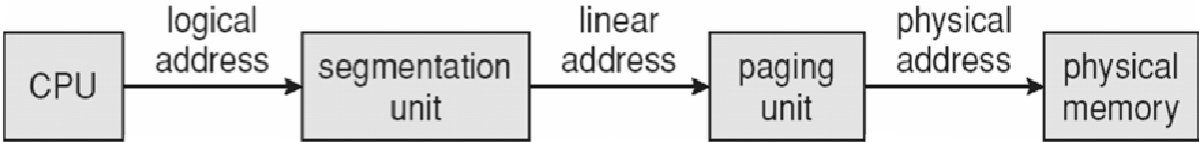 CPU
logical
address
segmentation
unit
linear
address
paging
unit
physical
address
physical
memory